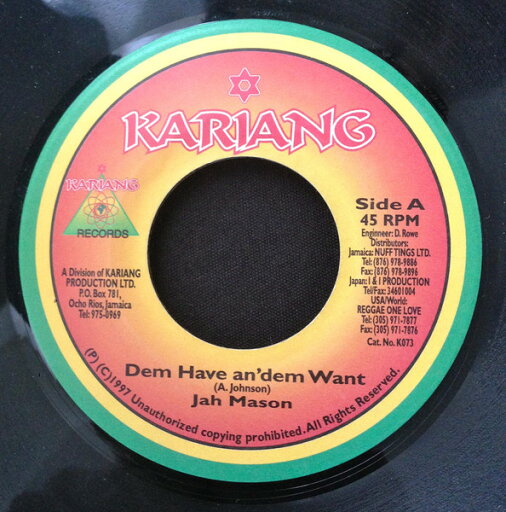 KARIANG
KARIANG
RECORDS
A Division of KARIANG
PRODUCTION LTD.
P.O. Box 781,
Ocho Rios, Jamaica
Tel: 975-0969
Side A
45 RPM
Engineer: D. Rowe
Distributors:
Jamaica: NUFF TINGS LTD.
Tel: (876) 978-9886
Fax: (876) 978-9896
Japan: I & I PRODUCTION
Tel/Fax: 34601004
USA/World:
REGGAE ONE LOVE
Tel: (305) 971-7877
Fax: (305) 971-7876
Cat. No. K073
Dem Have an'dem Want
(A. Johnson)
Jah Mason
(P) (C)1997 Unauthorized copying prohibited. All Rights Reserved.